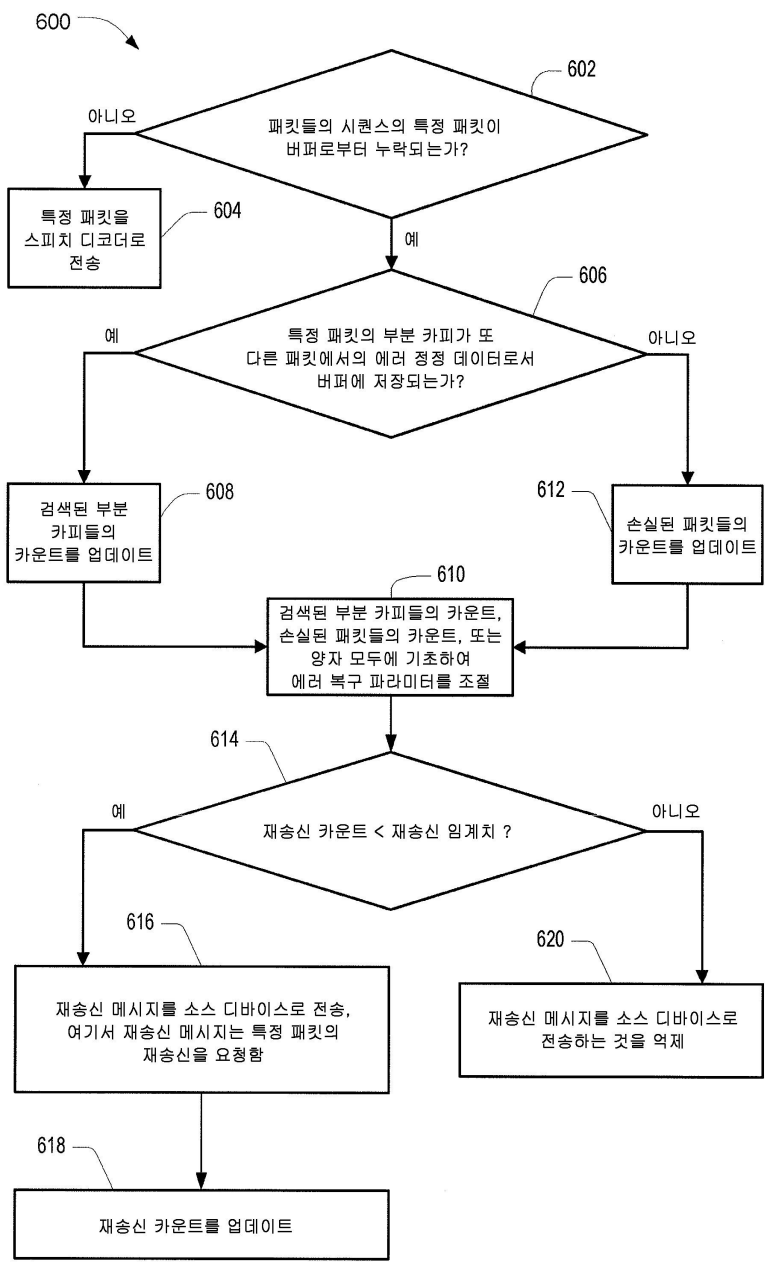 600
602
아니오
패킷들의 시퀀스의 특정 패킷이
버퍼로부터 누락되는가?
604
특정 패킷을
스피치 디코더로
전송
예
606
예
특정 패킷의 부분 카피가 또
다른 패킷에서의 에러 정정 데이터로서
버퍼에 저장되는가?
아니오
608
검색된 부분
카피들의
카운트를 업데이트
612
손실된 패킷들의
카운트를 업데이트
610
검색된 부분 카피들의 카운트,
손실된 패킷들의 카운트, 또는
양자 모두에 기초하여
에러 복구 파라미터를 조절
614
예
재송신 카운트 < 재송신 임계치 ?
아니오
616
재송신 메시지를 소스 디바이스로 전송,
여기서 재송신 메시지는 특정 패킷의
재송신을 요청함
620
재송신 메시지를 소스 디바이스로
전송하는 것을 억제
618
재송신 카운트를 업데이트